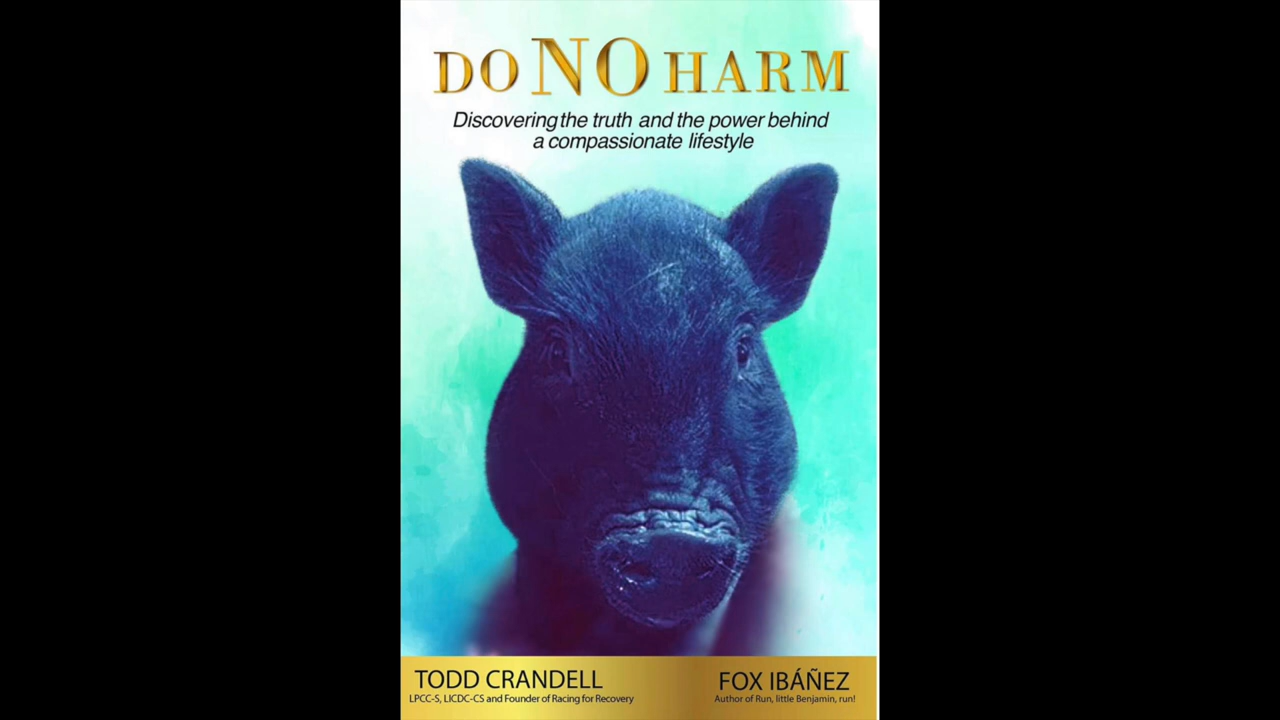 DO NO HARM
Discovering the truth and the power behind
a compassionate lifestyle
TODD CRANDELL
LPCC-S, LICDC-CS and Founder of Racing for Recovery
FOX IBÁÑEZ
Author of Run, little Benjamin, run!